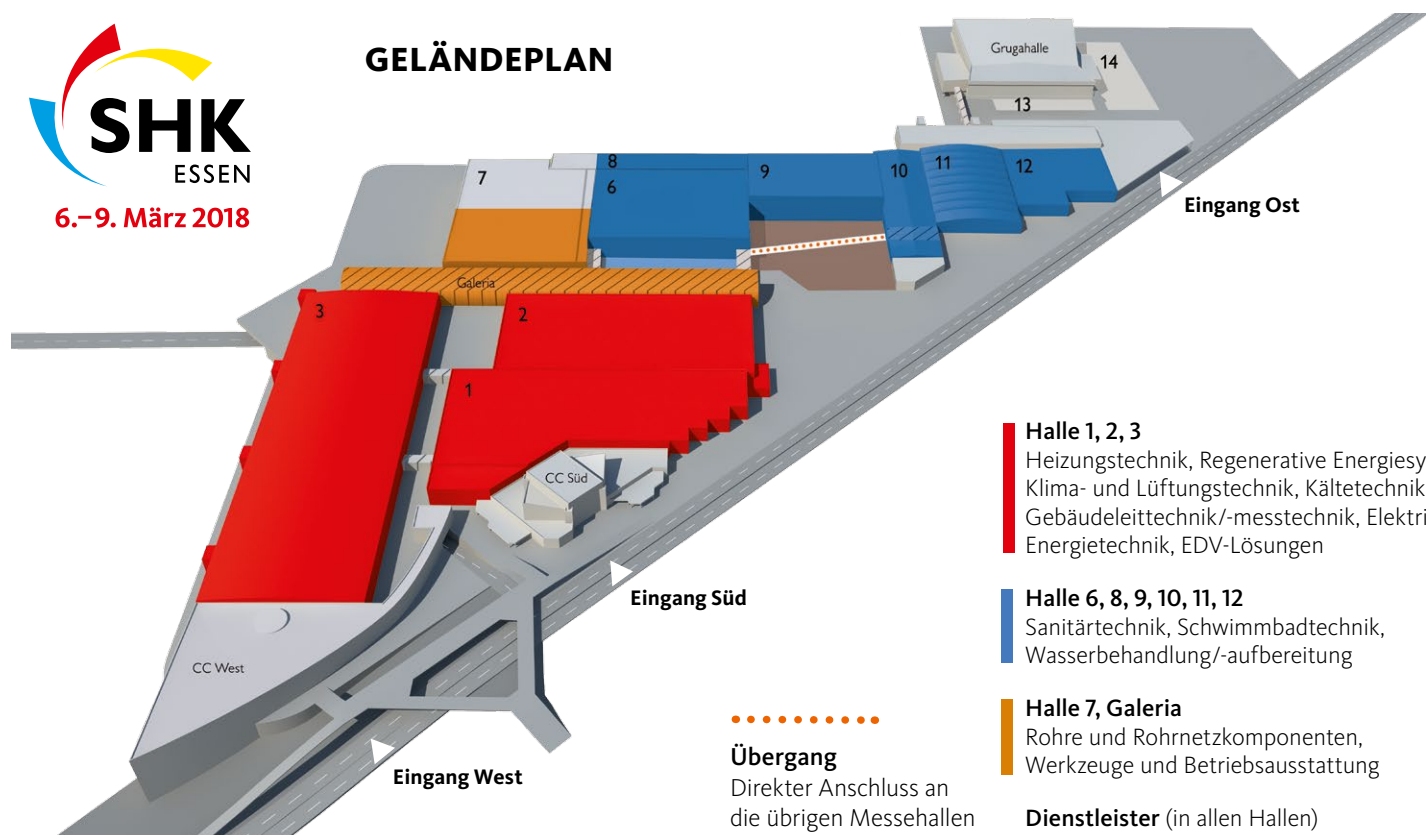 SHK
ESSEN
6.–9. März 2018
GELÄNDEPLAN
Grugahalle
14
13
7
8
6
9
10
11
12
Eingang Ost
Galeria
3
2
1
CC Süd
CC West
Eingang Süd
Eingang West
Übergang
Direkter Anschluss an
die übrigen Messehallen
Halle 1, 2, 3
Heizungstechnik, Regenerative
Klima- und Lüftungstechnik, Kältetechnik
Gebäudeleittechnik/-messtechnik,
Energietechnik, EDV-Lösungen
Halle 6, 8, 9, 10, 11, 12
Sanitärtechnik, Schwimmbadtechnik,
Wasserbehandlung/-aufbereitung
Halle 7, Galeria
Rohre und Rohrnetzkomponenten,
Werkzeuge und Betriebsausstattung
Dienstleister (in allen Hallen)